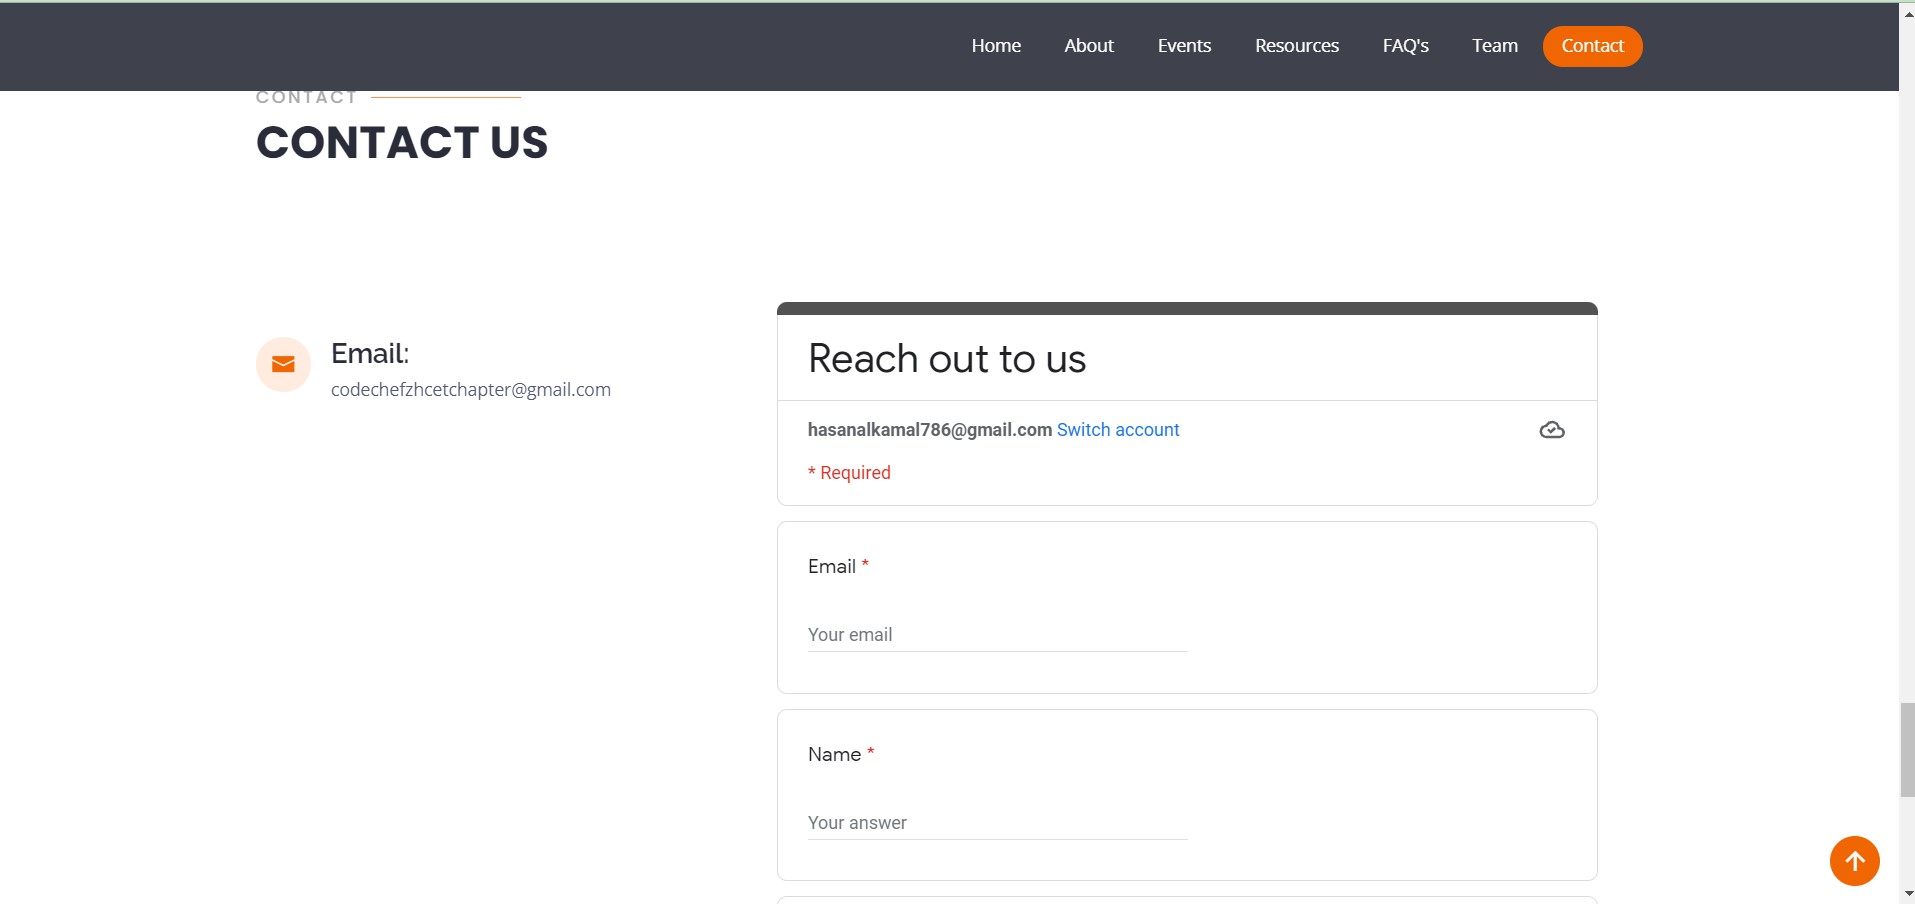 Home About Events Resources FAQ's Team Contact
CONTACT
CONTACT US
Email:
codechefzhcetchapter@gmail.com
Reach out to us
hasanalkamal786@gmail.com Switch account
* Required
Email *
Your email
Name *
Your answer